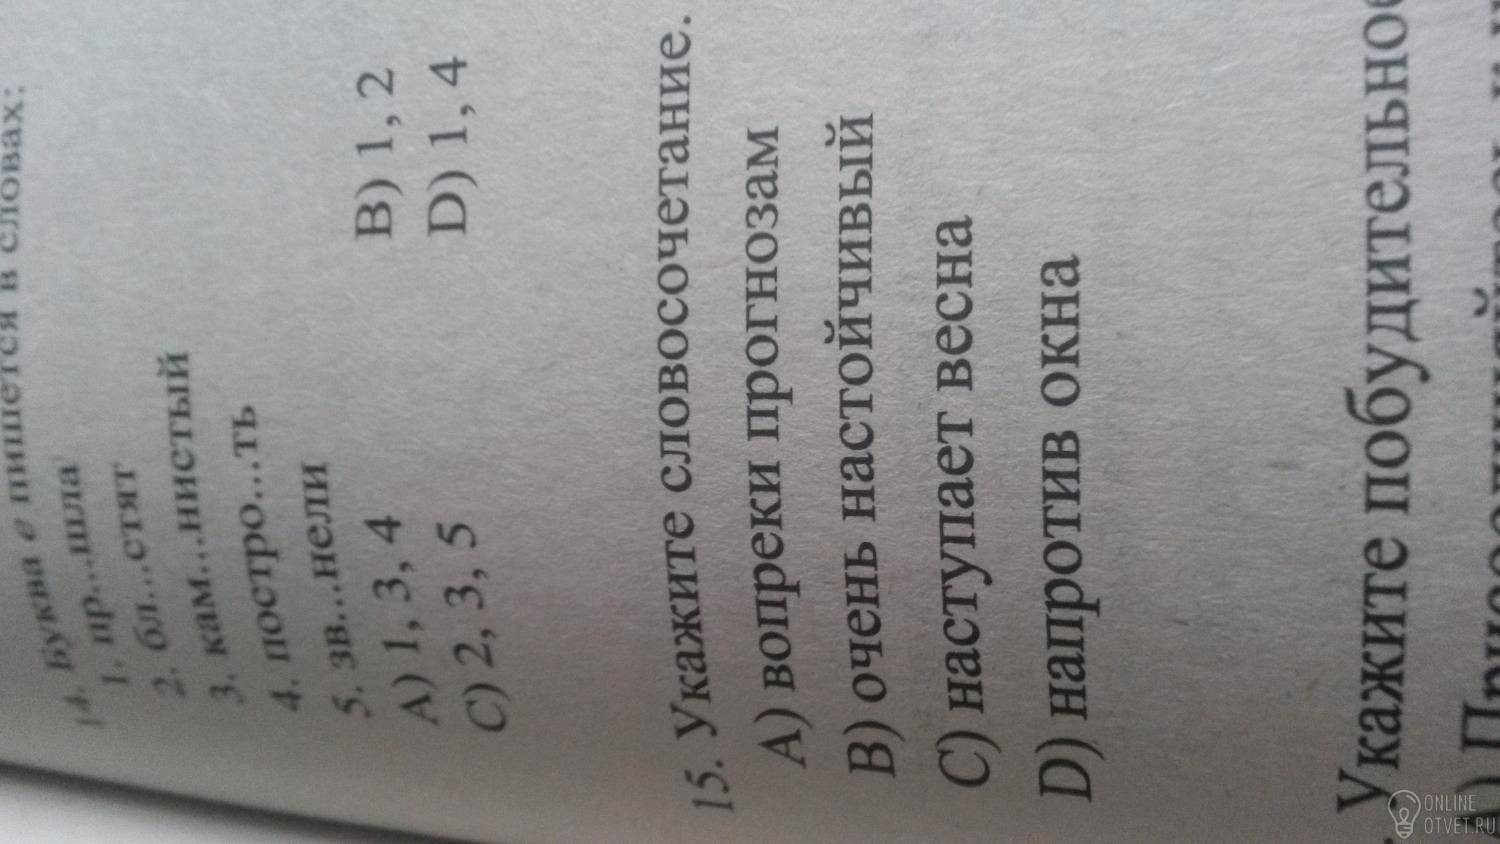 14. Буква е пишется в словах:
1. пр...шла
2. бл...стят
3. кам...нистый
4. постро...ть
5. зв...нели
A) 1, 3, 4 B) 1, 2
C) 2, 3, 5 D) 1, 4
15. Укажите словосочетание.
A) вопреки прогнозам
B) очень настойчивый
C) наступает весна
D) напротив окна
. Укажите побудительное
ONLINE
OTVET.RU